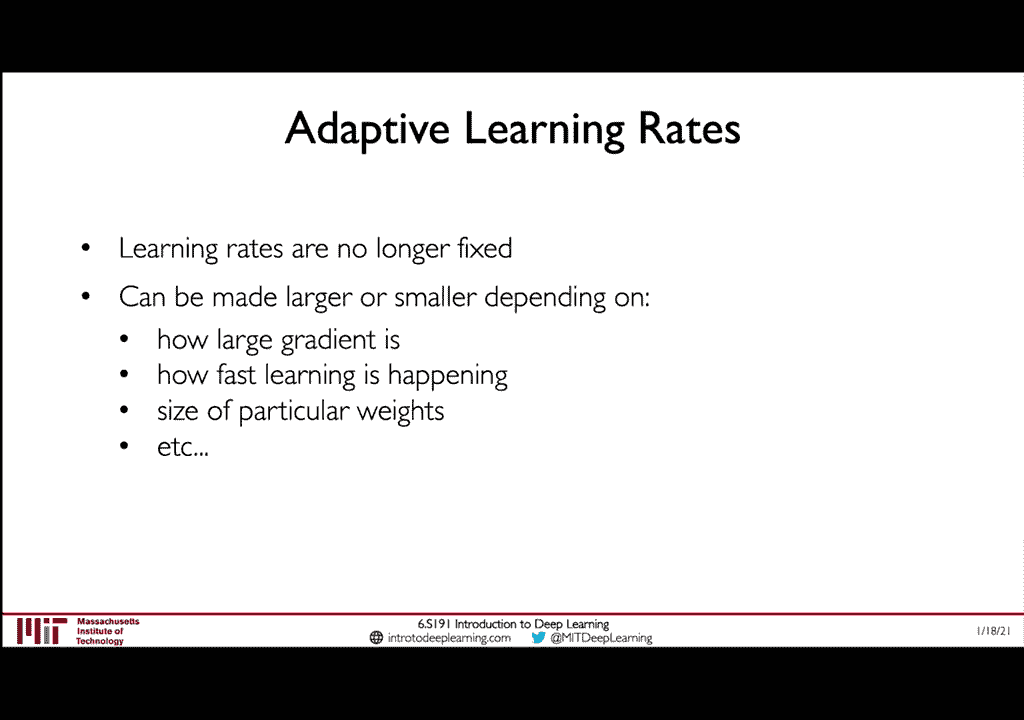 Adaptive Learning Rates
• Learning rates are no longer fixed
• Can be made larger or smaller depending on:
• how large gradient is
• how fast learning is happening
• size of particular weights
• etc...
Massachusetts
Institute of
Technology
6.S191 Introduction to Deep Learning
introtodeeplearning.com @MITDeepLearning
1/18/21